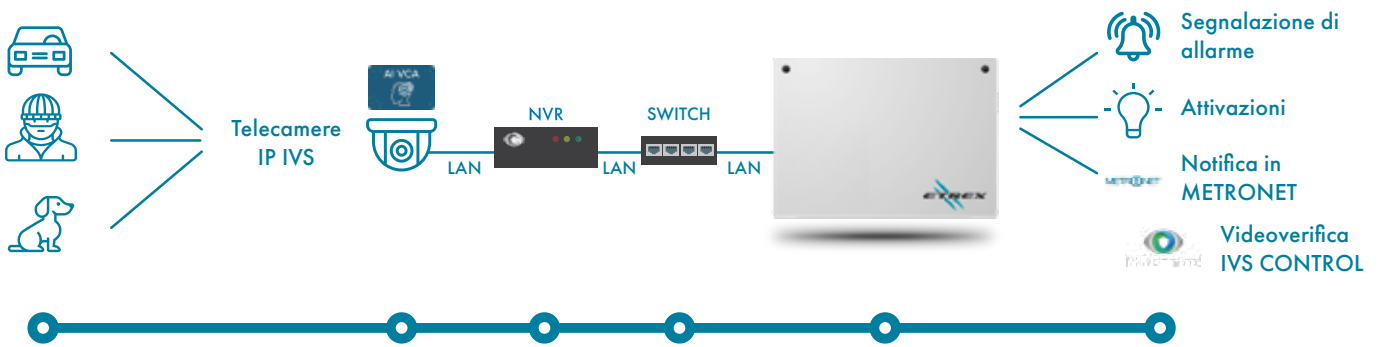 Telecamere
IP IVS
AI VCA
LAN
NVR
LAN
SWITCH
LAN
ETREX
Segnalazione di
allarme
Attivazioni
METRONET
Notifica in
METRONET
Videoverifica
IVS CONTROL